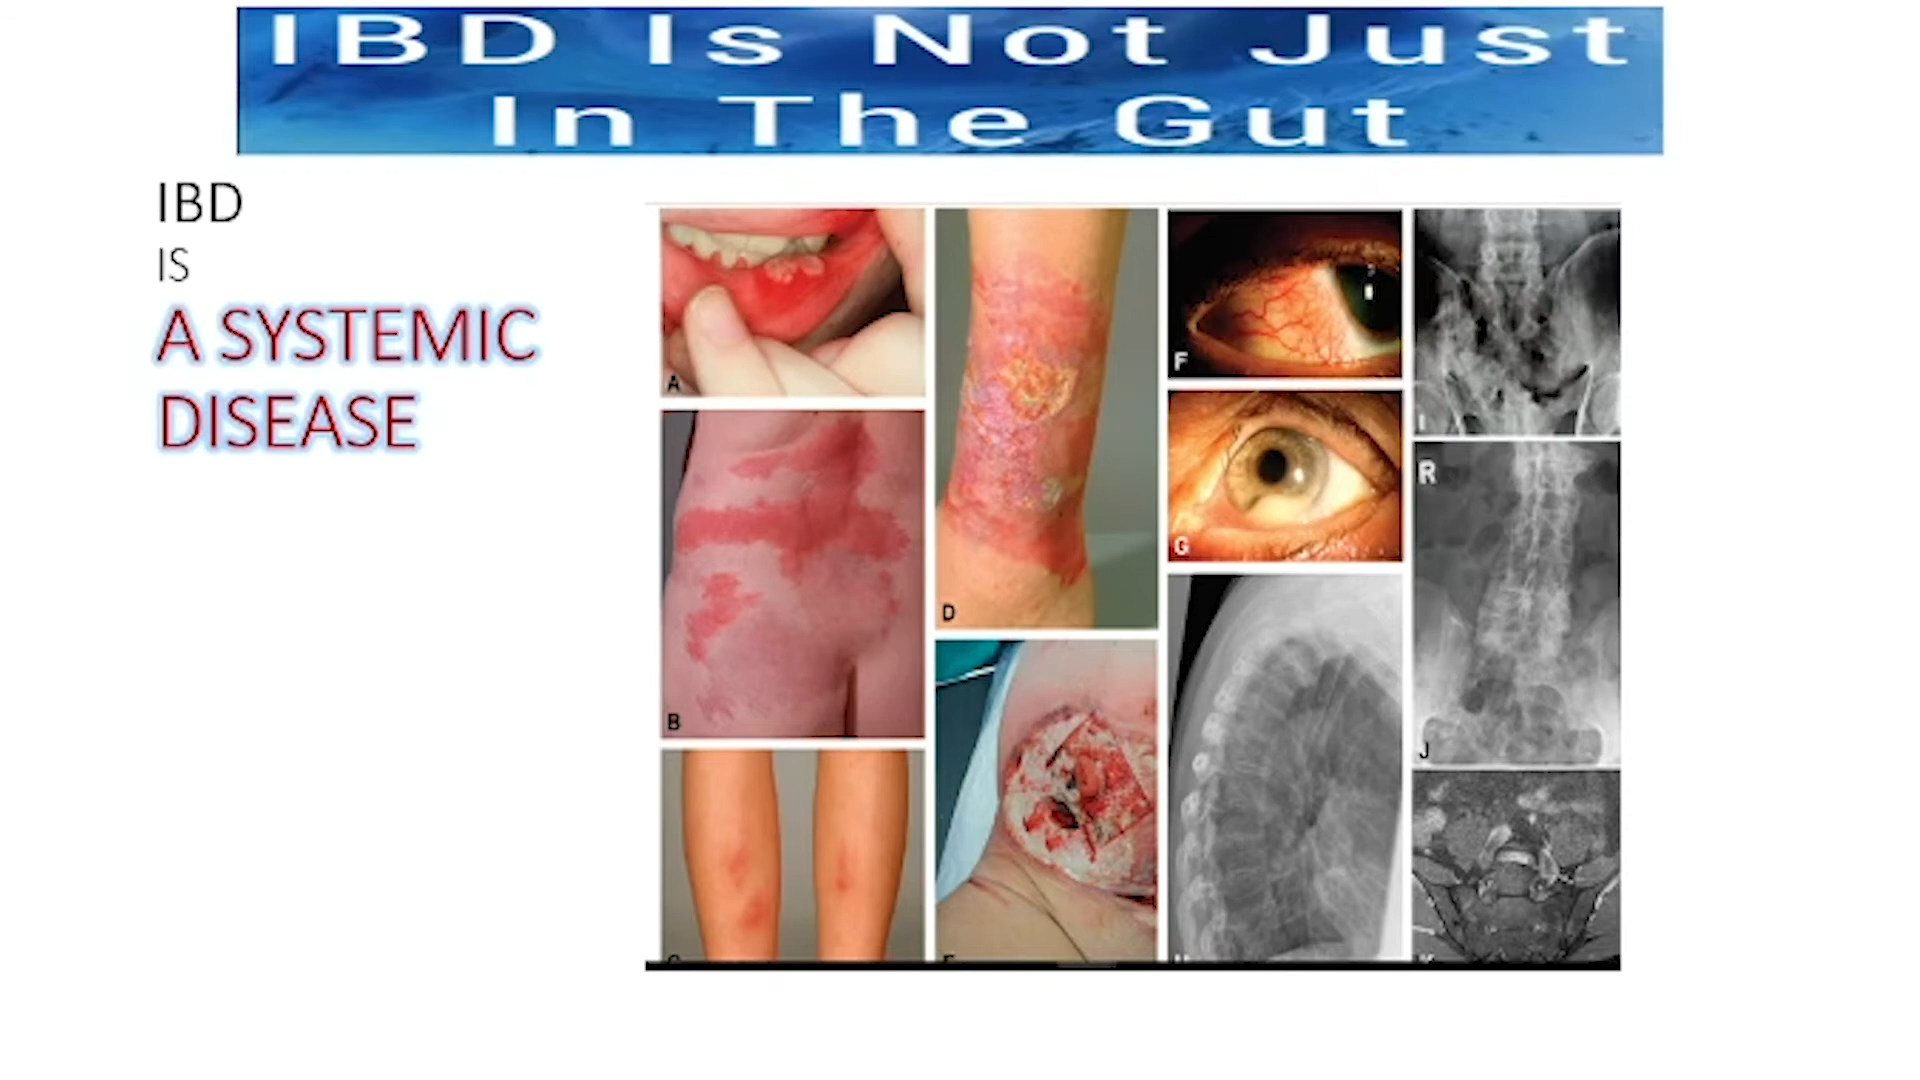 IBD Is Not Just
In The Gut
IBD
IS
A SYSTEMIC
DISEASE
A
B
D
F
G
I
R
J